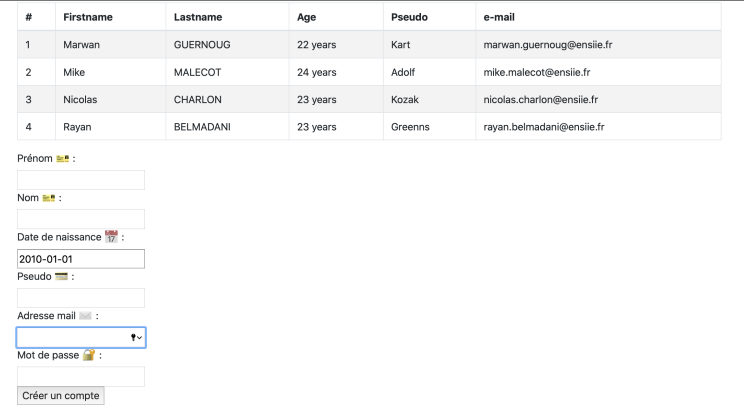 # Firstname Lastname Age Pseudo e-mail
1 Marwan GUERNOUG 22 years Kart marwan.guernoug@ensiie.fr
2 Mike MALECOT 24 years Adolf mike.malecot@ensiie.fr
3 Nicolas CHARLON 23 years Kozak nicolas.charlon@ensiie.fr
4 Rayan BELMADANI 23 years Greenns rayan.belmadani@ensiie.fr
Prénom 🎫 :
Nom 🎫 :
Date de naissance 📅 :
2010-01-01
Pseudo 💳 :
Adresse mail ✉️ :
Mot de passe 🔐 :
Créer un compte